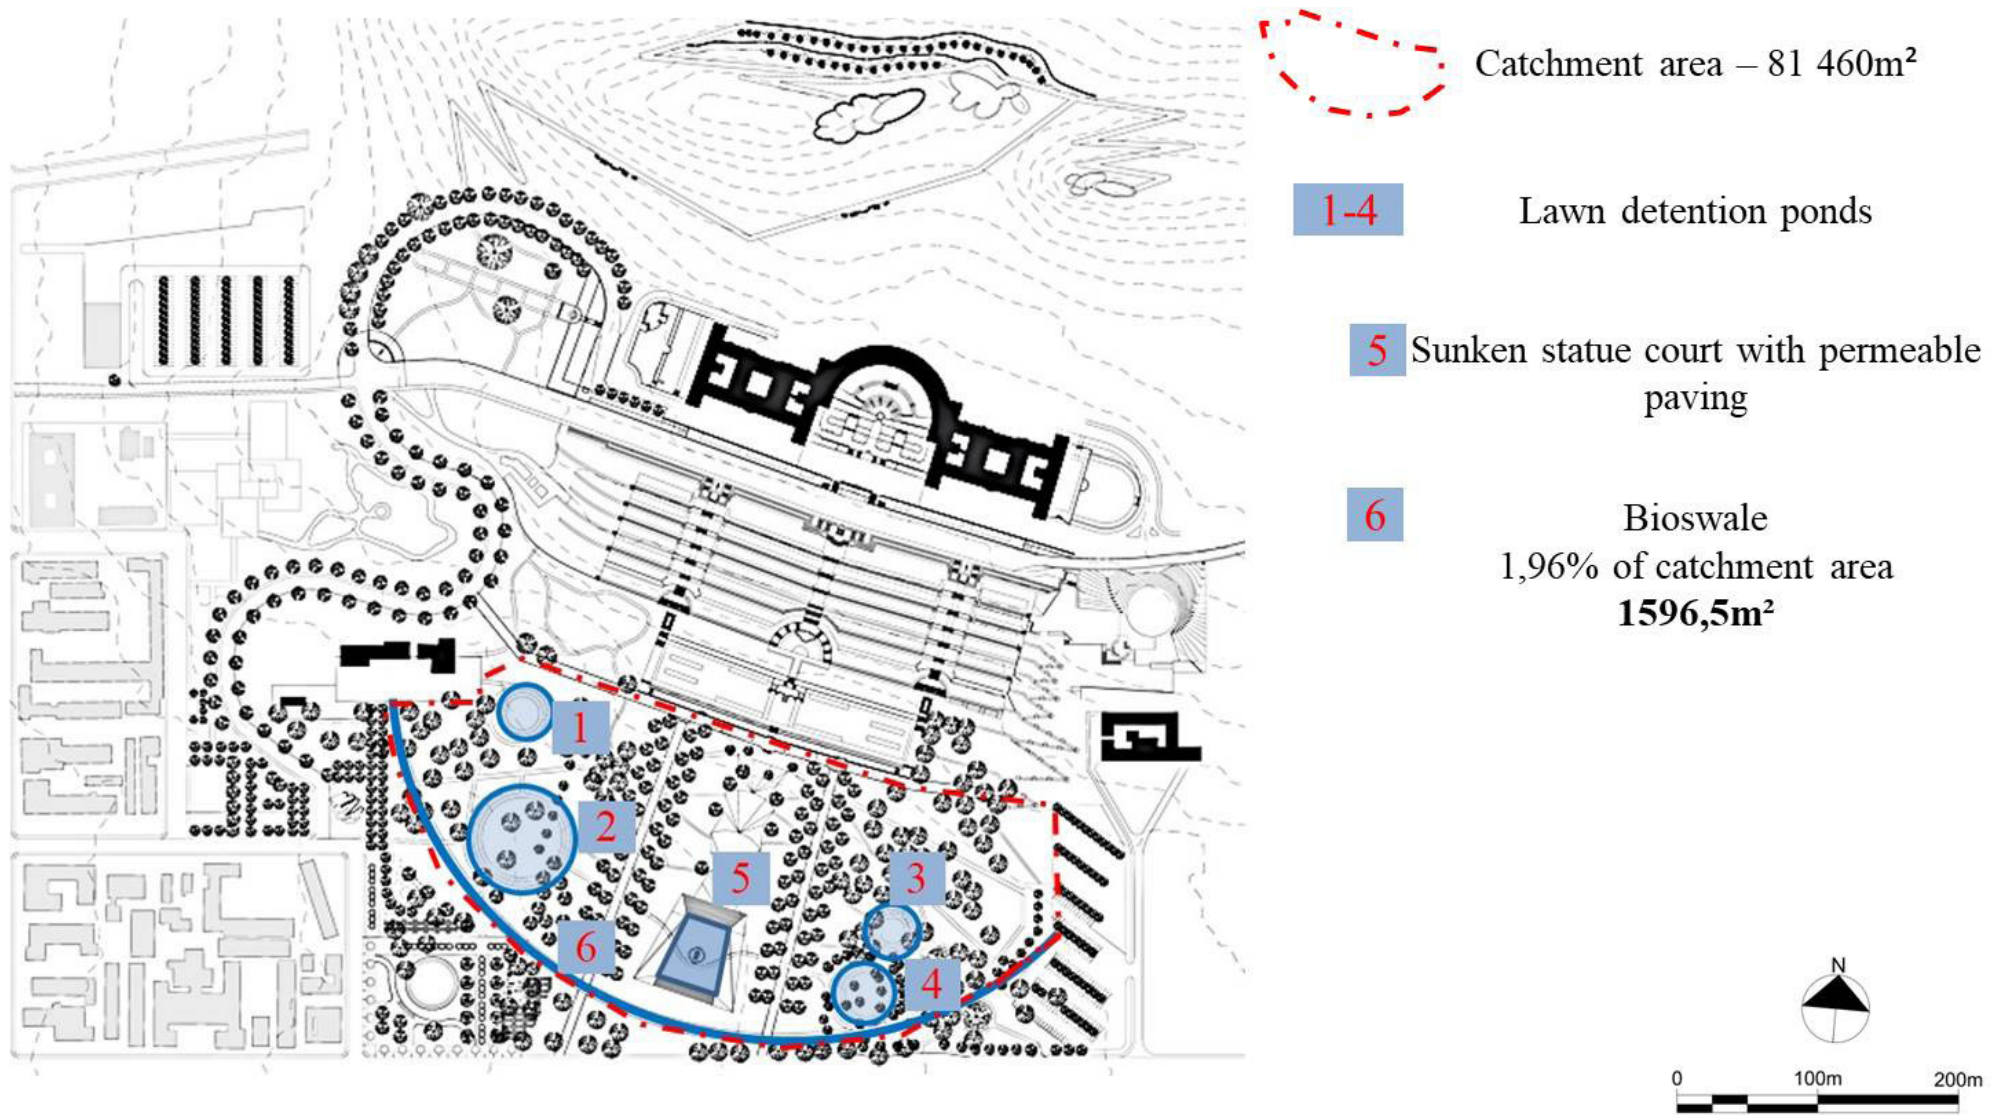 Catchment area – 81 460m²
1-4 Lawn detention ponds
5 Sunken statue court with permeable
paving
6 Bioswale
1,96% of catchment area
1596,5m²
1
2
3
5
6
4
N
0 100m 200m